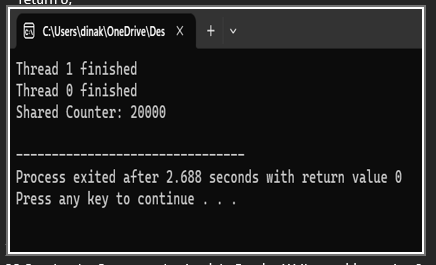 return 0;
C:\Users\dinak\OneDrive\Des
Thread 1 finished
Thread 0 finished
Shared Counter: 20000
--------------------------------
Process exited after 2.688 seconds with return value 0
Press any key to continue . . .